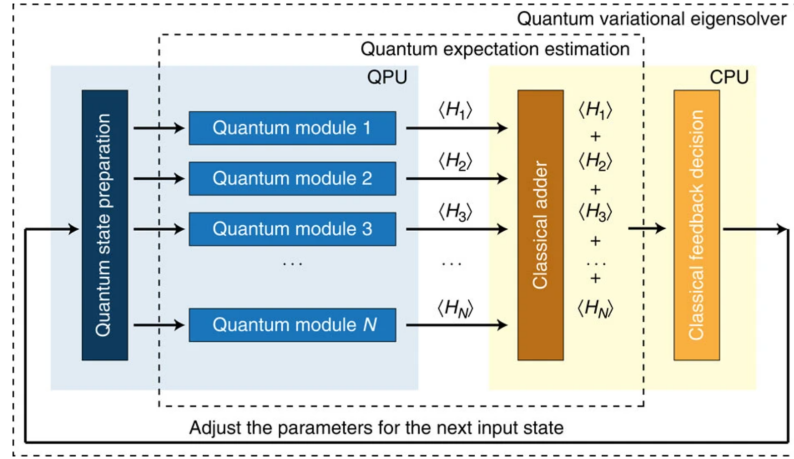 Quantum variational eigensolver
Quantum expectation estimation
QPU
CPU
Quantum state preparation
Quantum module 1
Quantum module 2
Quantum module 3
...
Quantum module N
⟨H₁⟩
⟨H₂⟩
⟨H₃⟩
...
⟨H_N⟩
Classical adder
⟨H₁⟩
+
⟨H₂⟩
+
⟨H₃⟩
+
...
+
⟨H_N⟩
Classical feedback decision
Adjust the parameters for the next input state